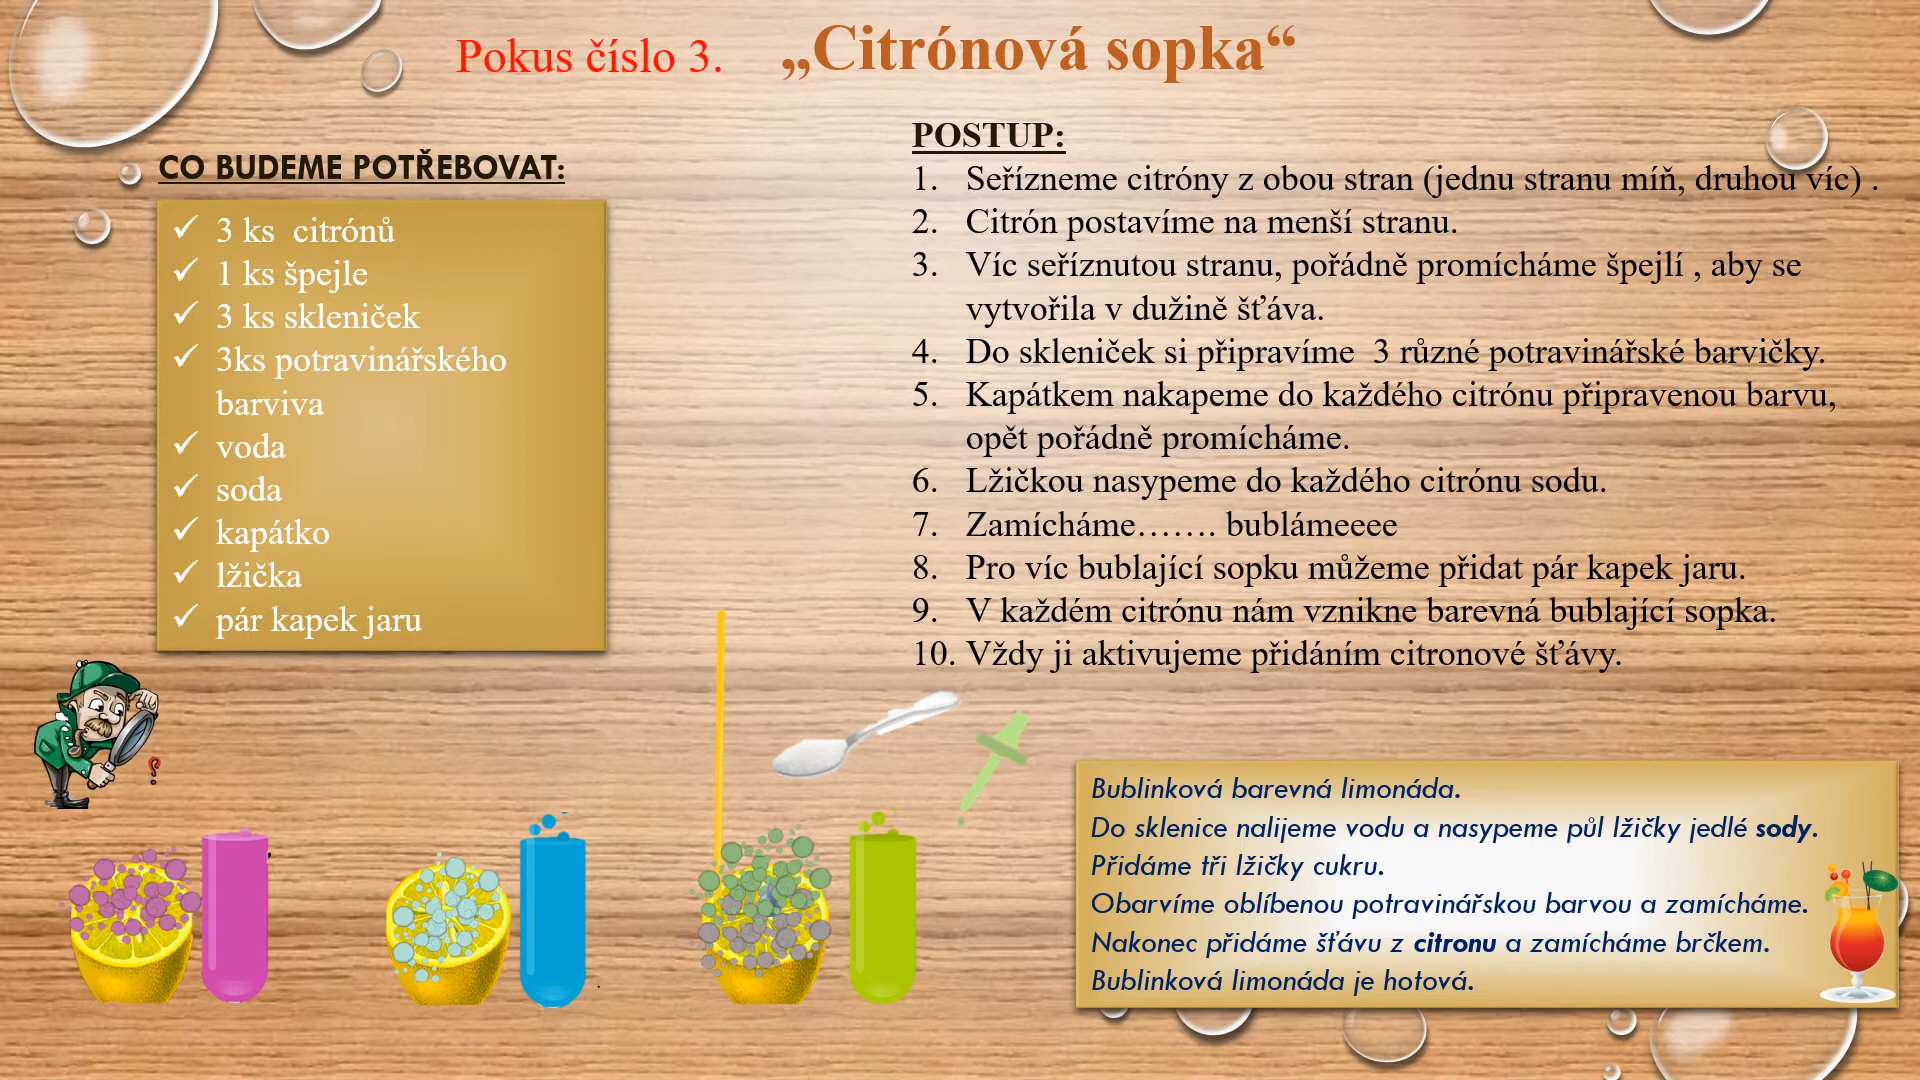 Pokus číslo 3. „Citrónová sopka“
CO BUDEME POTŘEBOVAT:
3 ks citrónů
1 ks špejle
3 ks skleniček
3ks potravinářského
barviva
voda
soda
kapátko
lžička
pár kapek jaru
POSTUP:
1. Seřízneme citróny z obou stran (jednu stranu míň, druhou víc) .
2. Citrón postavíme na menší stranu.
3. Víc seříznutou stranu, pořádně promícháme špejlí , aby se
vytvořila v dužině šťáva.
4. Do skleniček si připravíme 3 různé potravinářské barvičky.
5. Kapátkem nakapeme do každého citrónu připravenou barvu,
opět pořádně promícháme.
6. Lžičkou nasypeme do každého citrónu sodu.
7. Zamícháme……. bublámeeee
8. Pro víc bublající sopku můžeme přidat pár kapek jaru.
9. V každém citrónu nám vznikne barevná bublající sopka.
10. Vždy ji aktivujeme přidáním citronové šťávy.
Bublinková barevná limonáda.
Do sklenice nalijeme vodu a nasypeme půl lžičky jedlé sody.
Přidáme tři lžičky cukru.
Obarvíme oblíbenou potravinářskou barvou a zamícháme.
Nakonec přidáme šťávu z citronu a zamícháme brčkem.
Bublinková limonáda je hotová.